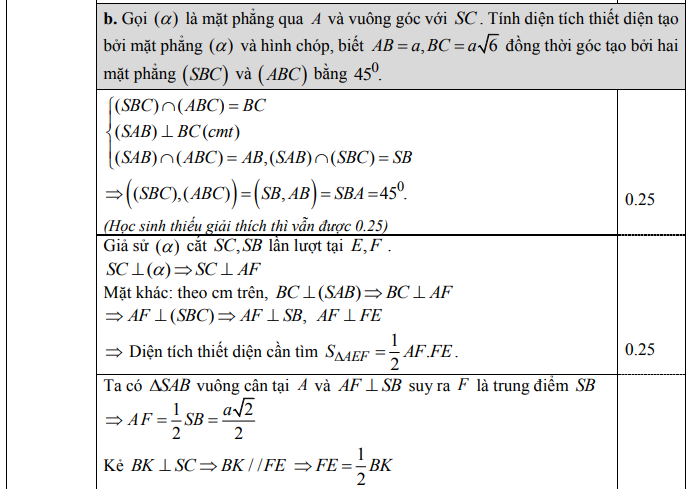 b. Gọi (α) là mặt phẳng qua A và vuông góc với SC. Tính diện tích thiết diện tạo
bởi mặt phẳng (α) và hình chóp, biết AB = a, BC = a√6 đồng thời góc tạo bởi hai
mặt phẳng (SBC) và (ABC) bằng 45⁰.
{(SBC)∩(ABC) = BC
(SAB) ⊥ BC(cmt)
(SAB)∩(ABC) = AB, (SAB)∩(SBC) = SB
⇒ ((SBC),(ABC)) = (SB, AB) = SBA = 45⁰.
0.25
(Học sinh thiếu giải thích thì vẫn được 0.25)
Giả sử (α) cắt SC, SB lần lượt tại E, F .
SC ⊥ (α) ⇒ SC ⊥ AF
Mặt khác: theo cm trên, BC ⊥ (SAB) ⇒ BC ⊥ AF
⇒ AF ⊥ (SBC) ⇒ AF ⊥ SB, AF ⊥ FE
⇒ Diện tích thiết diện cần tìm S_{ΔAEF} = 1/2 AF.FE .
0.25
Ta có ΔSAB vuông cân tại A và AF ⊥ SB suy ra F là trung điểm SB
⇒ AF = 1/2 SB = a√2/2
Kẻ BK ⊥ SC ⇒ BK // FE ⇒ FE = 1/2 BK